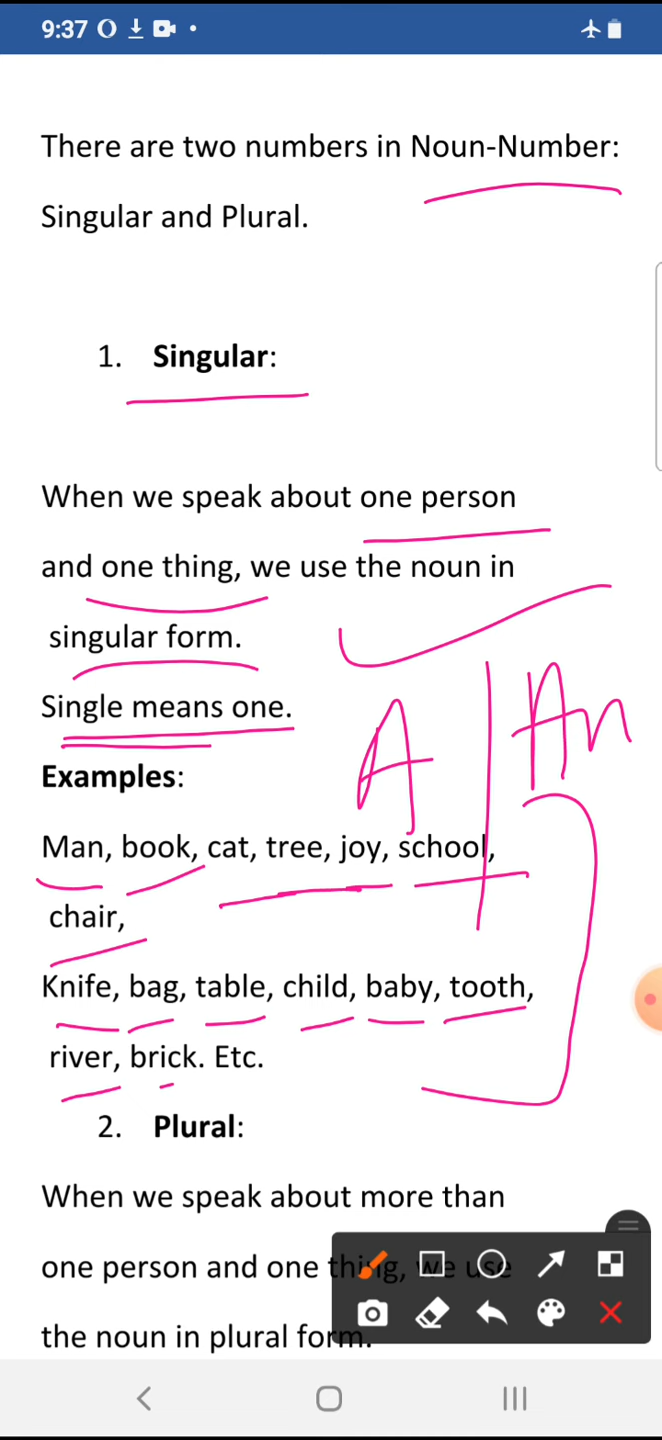 9:37
There are two numbers in Noun-Number:
Singular and Plural.
1. Singular:
When we speak about one person
and one thing, we use the noun in
singular form.
Single means one.
A | An
Examples:
Man, book, cat, tree, joy, school,
chair,
Knife, bag, table, child, baby, tooth,
river, brick. Etc.
2. Plural:
When we speak about more than
one person and one thing, we use
the noun in plural form.